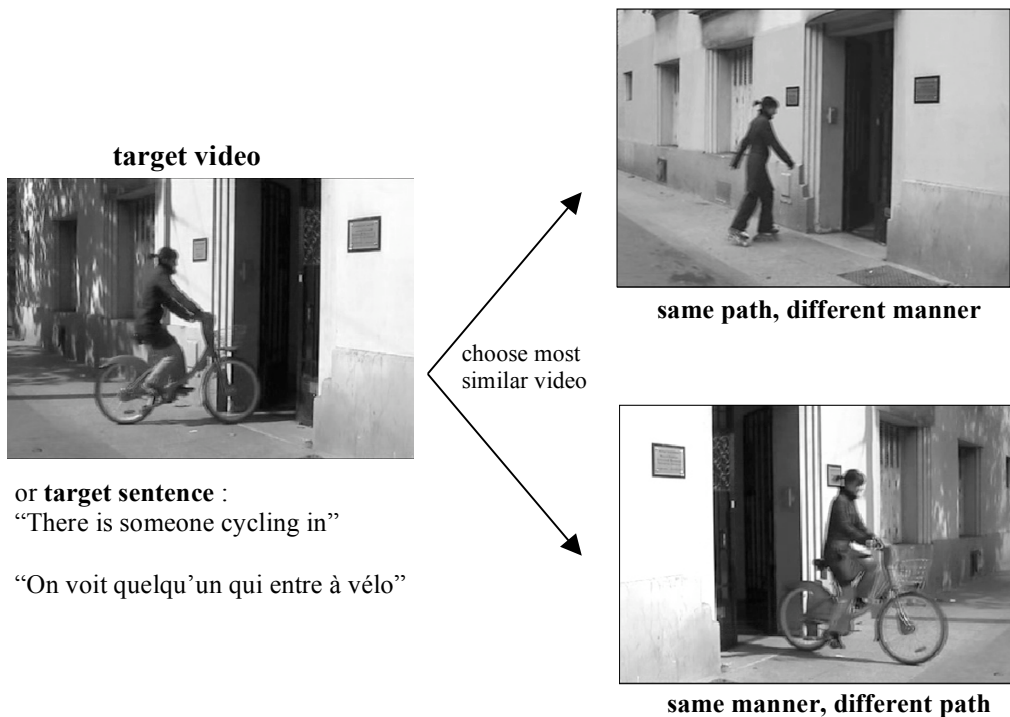 target video
same path, different manner
choose most
similar video
or target sentence :
“There is someone cycling in”
“On voit quelqu’un qui entre à vélo”
same manner, different path